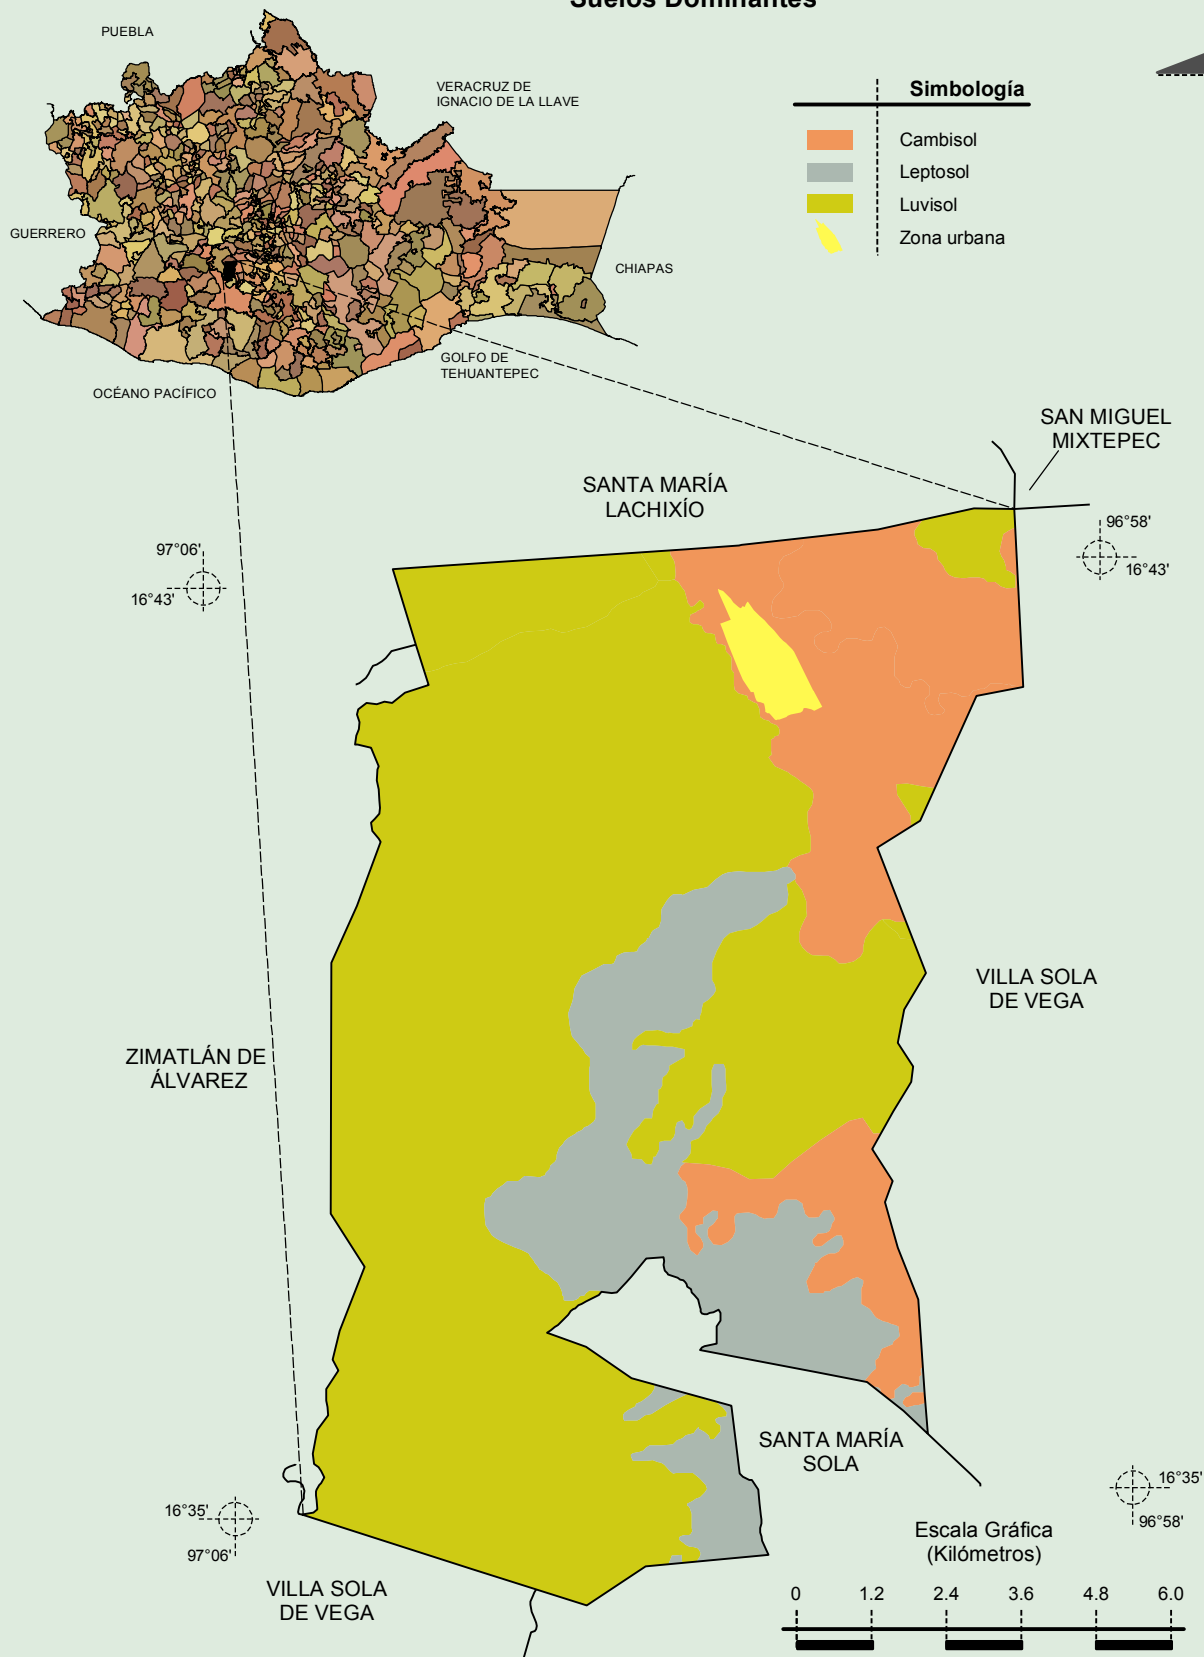 Suelos Dominantes
PUEBLA
VERACRUZ DE
IGNACIO DE LA LLAVE
GUERRERO
CHIAPAS
GOLFO DE
TEHUANTEPEC
OCÉANO PACÍFICO
Simbología
Cambisol
Leptosol
Luvisol
Zona urbana
SAN MIGUEL
MIXTEPEC
SANTA MARÍA
LACHIXÍO
97°06'
16°43'
96°58'
16°43'
VILLA SOLA
DE VEGA
ZIMATLÁN DE
ÁLVAREZ
SANTA MARÍA
SOLA
16°35'
97°06'
16°35'
96°58'
VILLA SOLA
DE VEGA
Escala Gráfica
(Kilómetros)
0 1.2 2.4 3.6 4.8 6.0